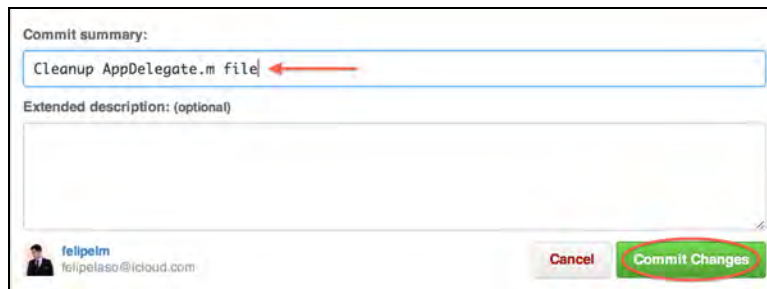 Commit summary:
Cleanup AppDelegate.m file
Extended description: (optional)
felipelm
felipelaso@icloud.com
Cancel
Commit Changes